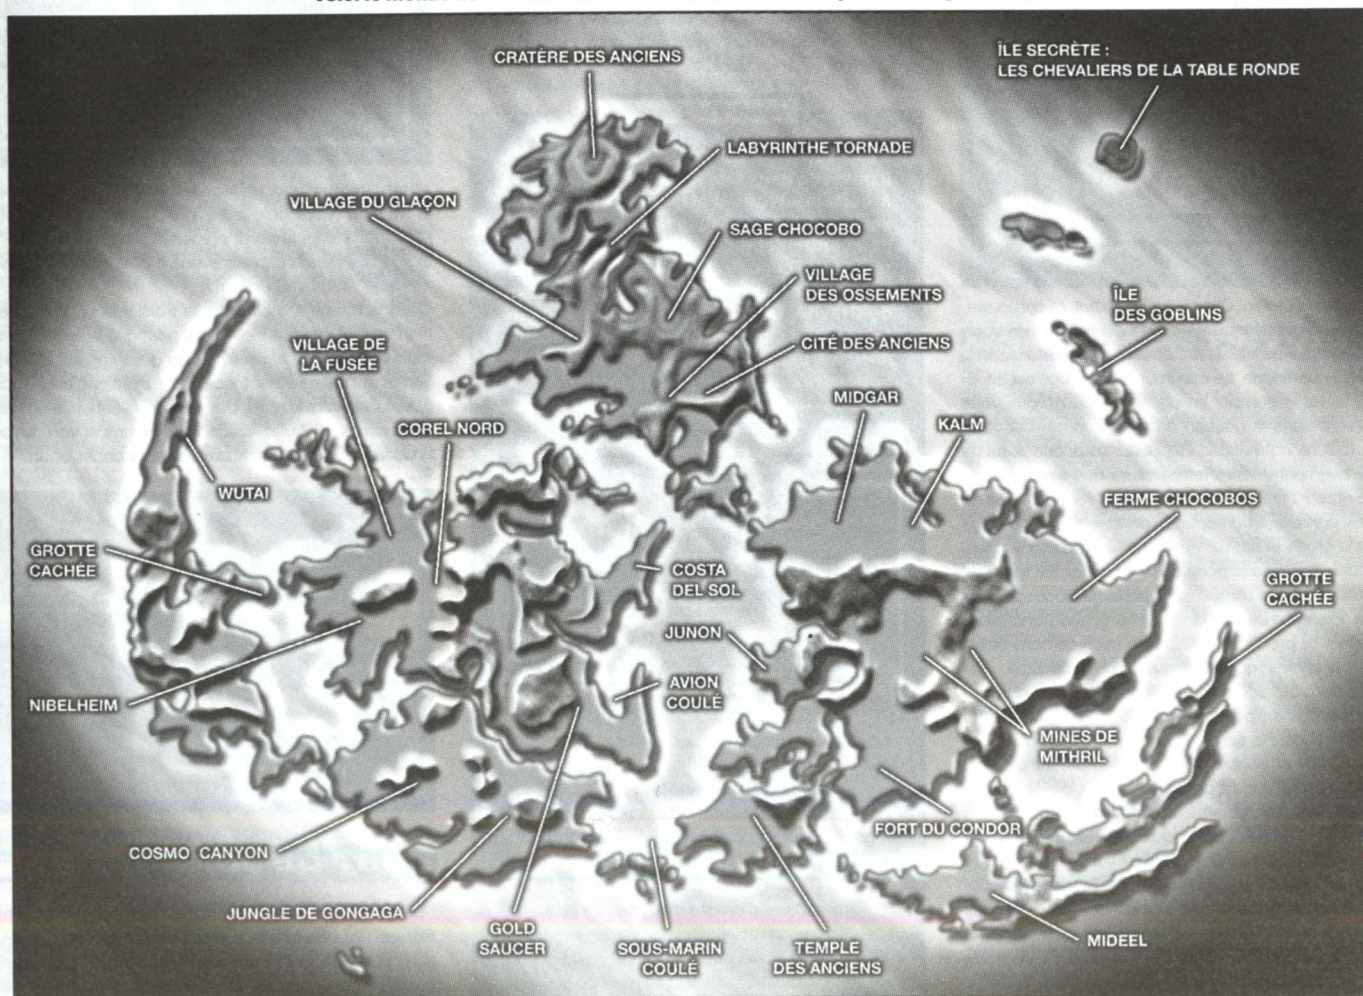 CRATÈRE DES ANCIENS
ÎLE SECRÈTE :
LES CHEVALIERS DE LA TABLE RONDE
LABYRINTHE TORNADE
VILLAGE DU GLAÇON
SAGE CHOCOBO
VILLAGE
DES OSSEMENTS
ÎLE
DES GOBLINS
VILLAGE DE
LA FUSÉE
CITÉ DES ANCIENS
MIDGAR
COREL NORD
KALM
WUTAI
FERME CHOCOBOS
GROTTE
CACHÉE
COSTA
DEL SOL
GROTTE
CACHÉE
JUNON
NIBELHEIM
AVION
COULÉ
MINES DE
MITHRIL
FORT DU CONDOR
COSMO CANYON
JUNGLE DE GONGAGA
GOLD
SAUCER
SOUS-MARIN
COULÉ
TEMPLE
DES ANCIENS
MIDEEL